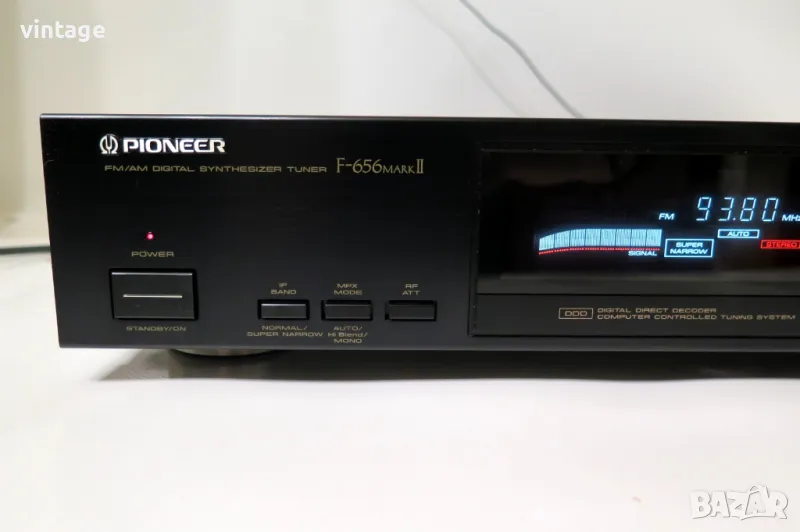 vintage
PIONEER
FM/AM DIGITAL SYNTHESIZER TUNER F-656MARKII
FM 93.80 MHz
AUTO
SIGNAL
SUPER NARROW
STEREO
POWER
STANDBY/ON
IF BAND
NORMAL/
SUPER NARROW
MPX MODE
AUTO/
Hi Blend/
MONO
RF ATT
DDD DIGITAL DIRECT DECODER
COMPUTER CONTROLLED TUNING SYSTEM
BAZAR